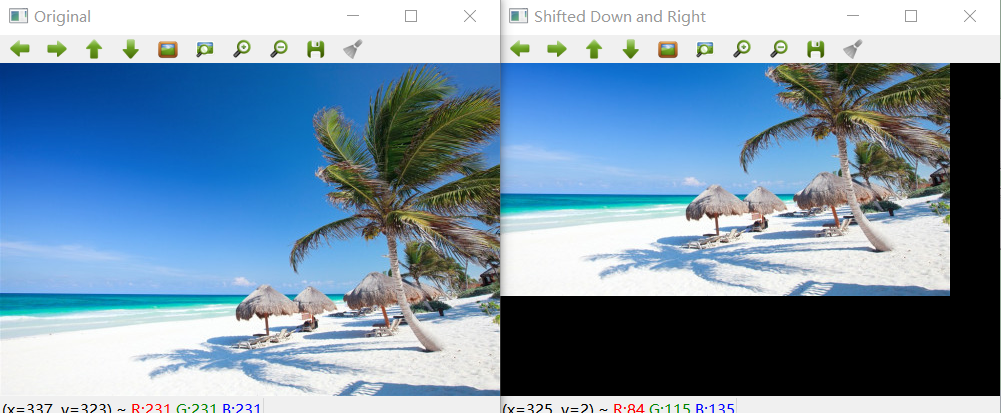 Original
Shifted Down and Right
(x=337, y=323) ~ R:231 G:231 B:231
(x=325, y=2) ~ R:84 G:115 B:135